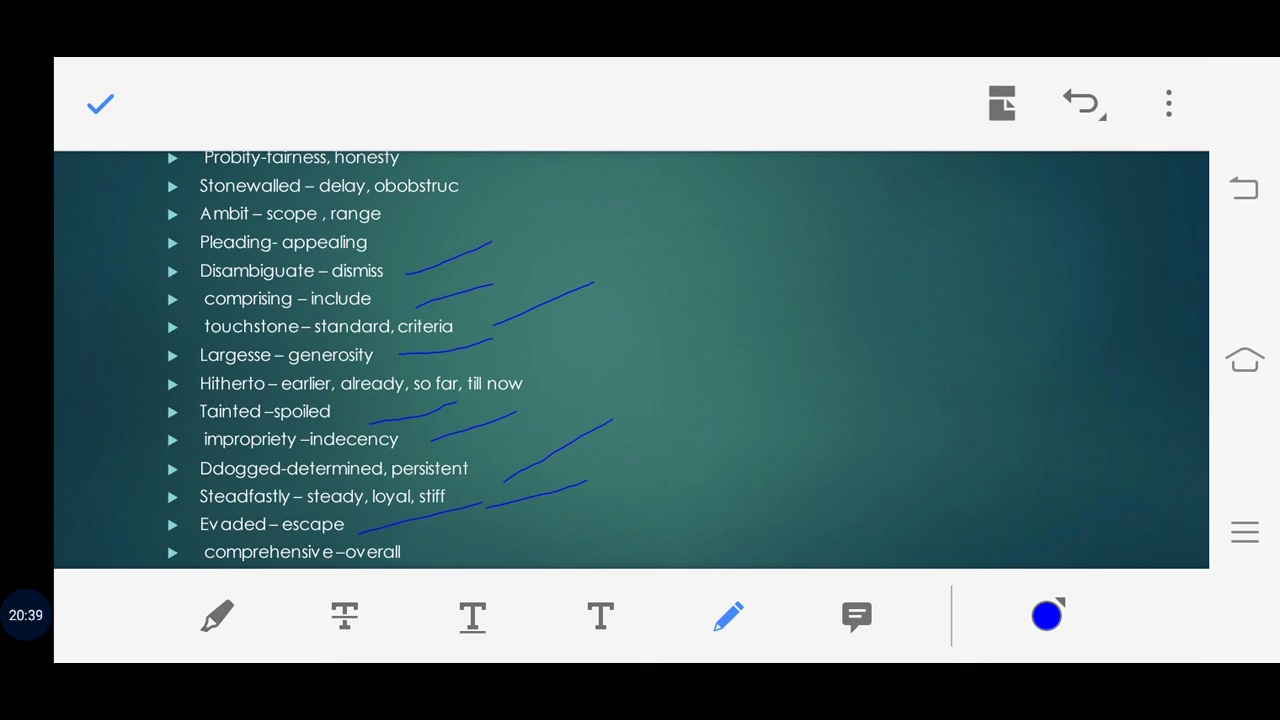 Probity-fairness, honesty
Stonewalled – delay, obobstruc
Ambit – scope , range
Pleading- appealing
Disambiguate – dismiss
comprising – include
touchstone – standard, criteria
Largesse – generosity
Hitherto – earlier, already, so far, till now
Tainted –spoiled
impropriety –indecency
Ddogged-determined, persistent
Steadfastly – steady, loyal, stiff
Evaded – escape
comprehensive –overall
20:39